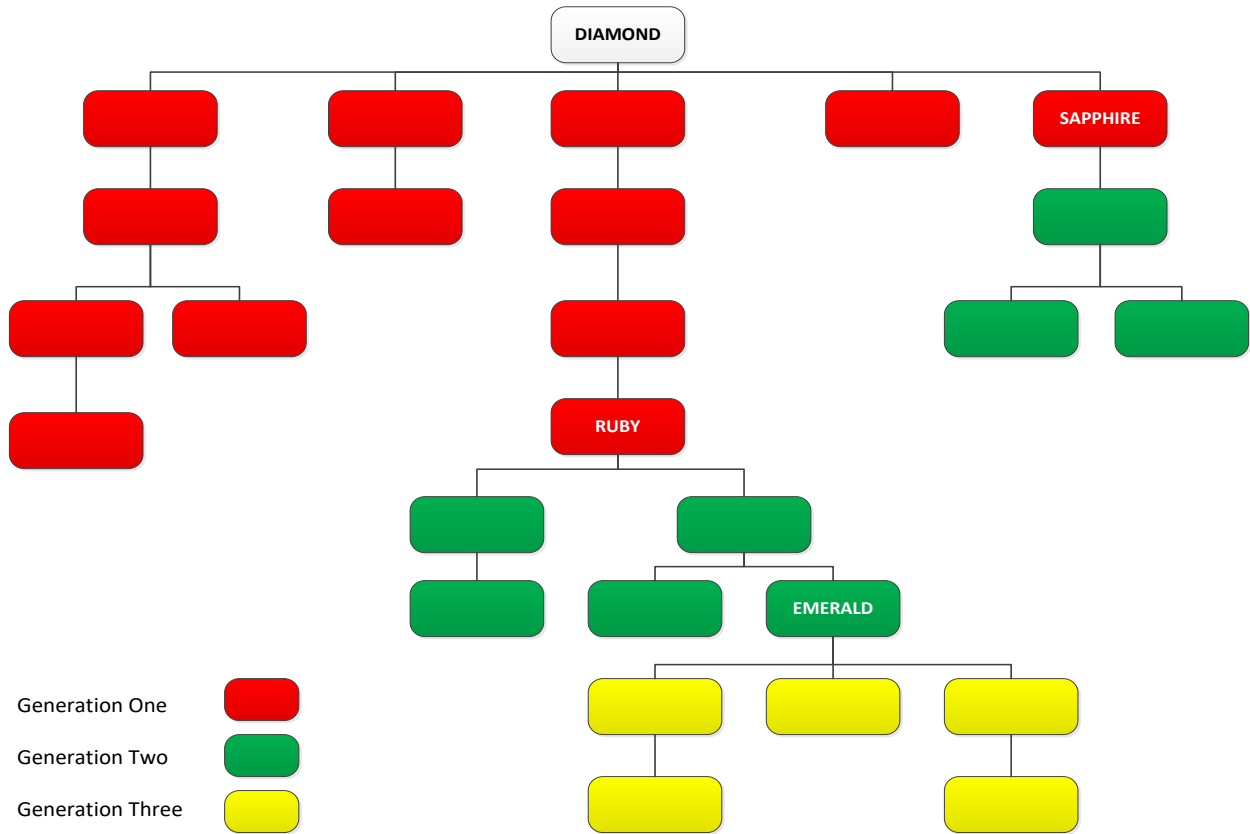 DIAMOND
SAPPHIRE
RUBY
EMERALD
Generation One
Generation Two
Generation Three